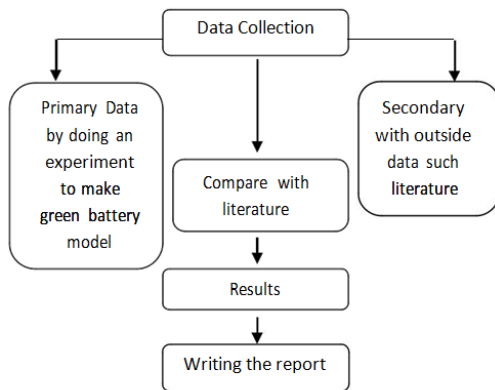 Data Collection
Primary Data
by doing an
experiment
to make
green battery
model
Compare with
literature
Secondary
with outside
data such
literature
Results
Writing the report